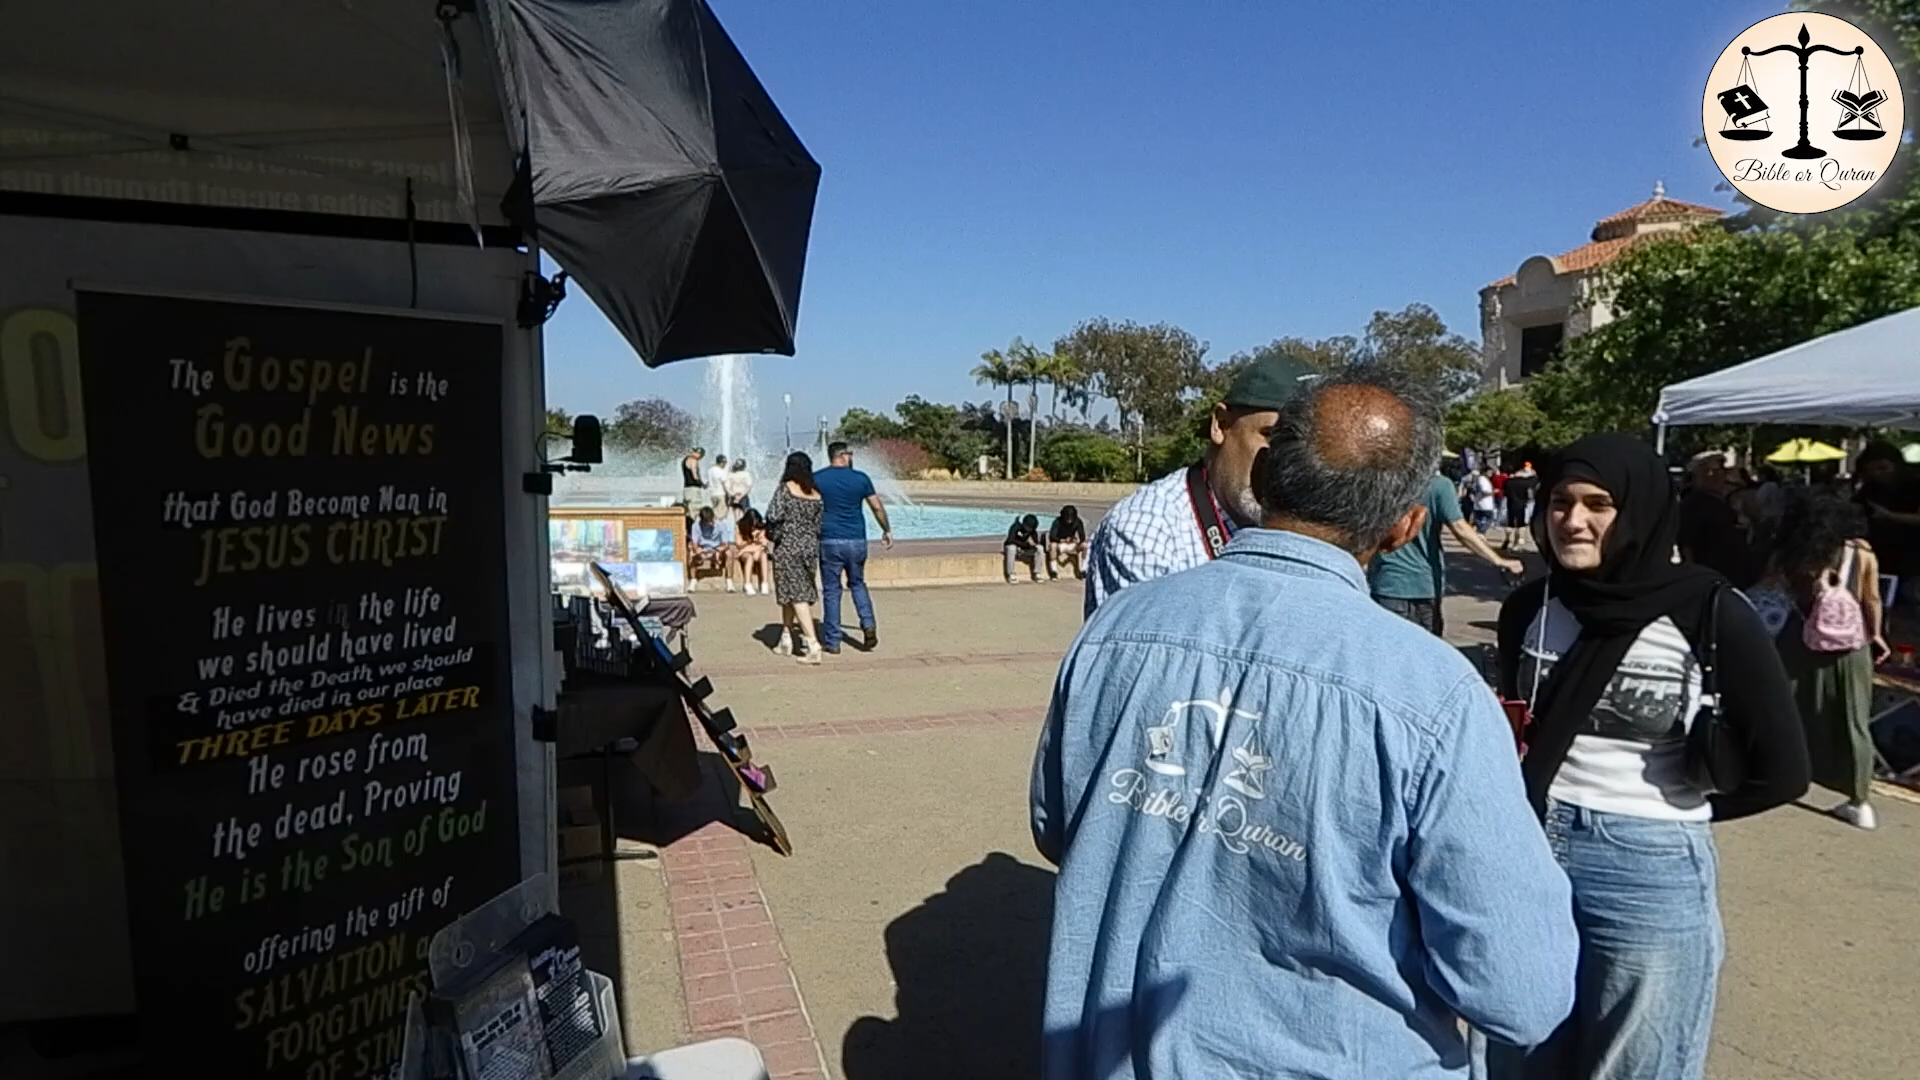 The Gospel is the
Good News
that God Become Man in
JESUS CHRIST
He lives in the life
we should have lived
& Died the Death we should
have died in our place
THREE DAYS LATER
He rose from
the dead, Proving
He is the Son of God
offering the gift of
SALVATION a
FORGIVNES
OF SIN
Bible or Quran
Bible or Quran